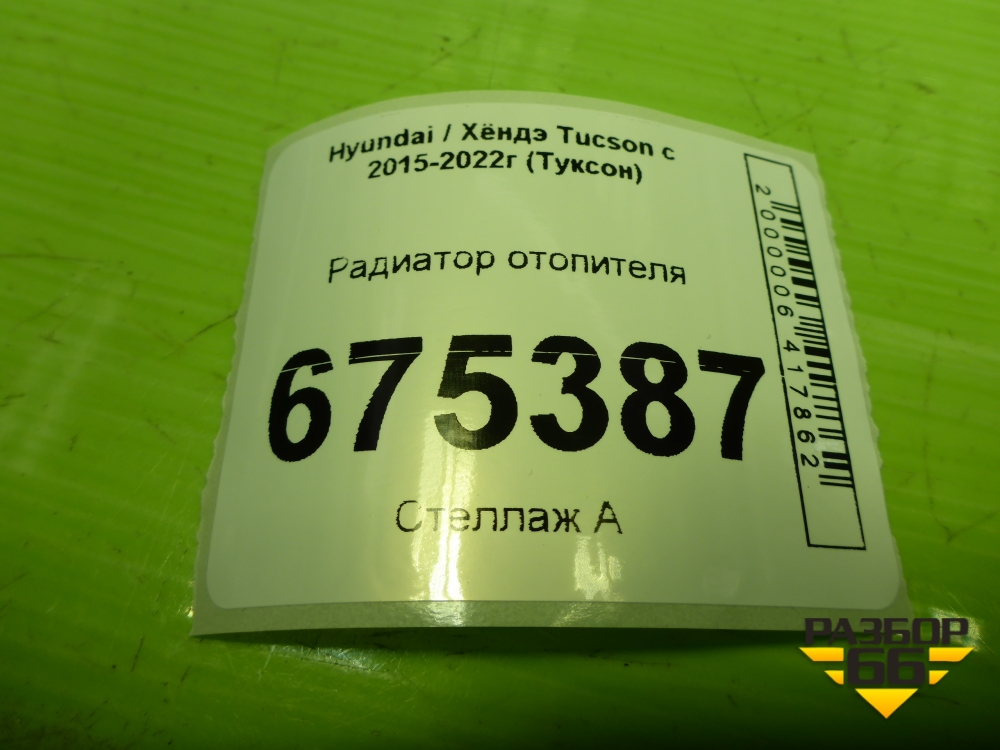 Hyundai / Хёндэ Tucson с
2015-2022г (Туксон)
Радиатор отопителя
675387
Стеллаж А
2000006417862
РАЗБОР
66